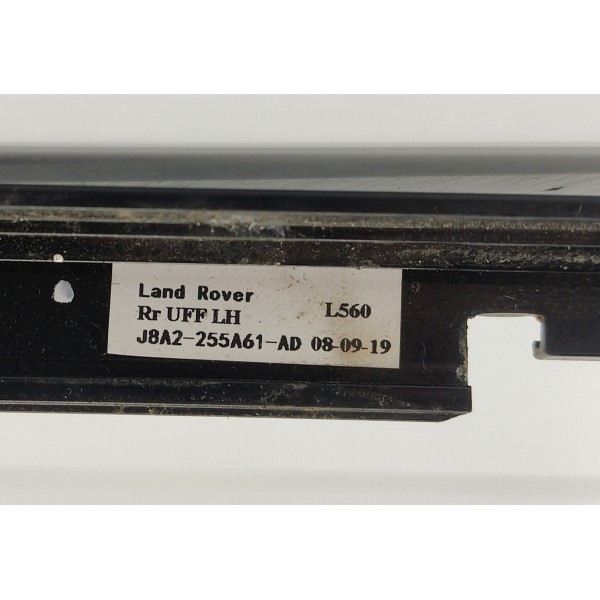 Land Rover
Rr UFF LH L560
J8A2-255A61-AD 08-09-19